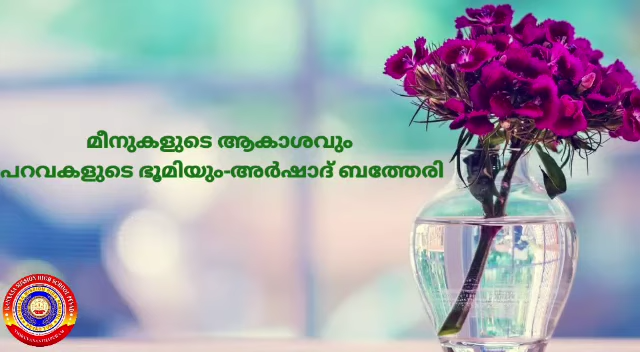 മീനുകളുടെ ആകാശവും
പറവകളുടെ ഭൂമിയും-അർഷാദ് ബത്തേരി